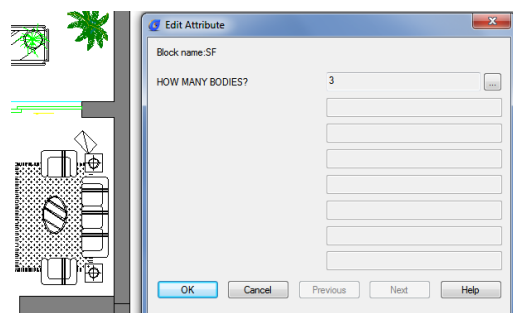 Edit Attribute
Block name:SF
HOW MANY BODIES?
3
...
OK
Cancel
Previous
Next
Help